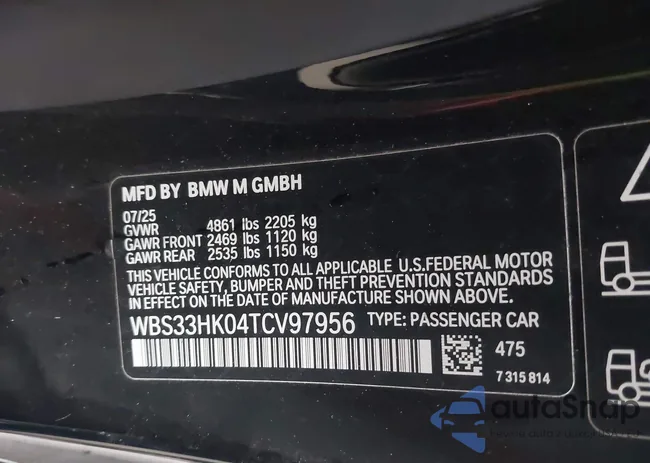 MFD BY BMW M GMBH
07/25
GVWR 4861 lbs 2205 kg
GAWR FRONT 2469 lbs 1120 kg
GAWR REAR 2535 lbs 1150 kg
THIS VEHICLE CONFORMS TO ALL APPLICABLE U.S.FEDERAL MOTOR
VEHICLE SAFETY, BUMPER AND THEFT PREVENTION STANDARDS
IN EFFECT ON THE DATE OF MANUFACTURE SHOWN ABOVE.
WBS33HK04TCV97956 TYPE: PASSENGER CAR
475
7 315 814
autoSnap